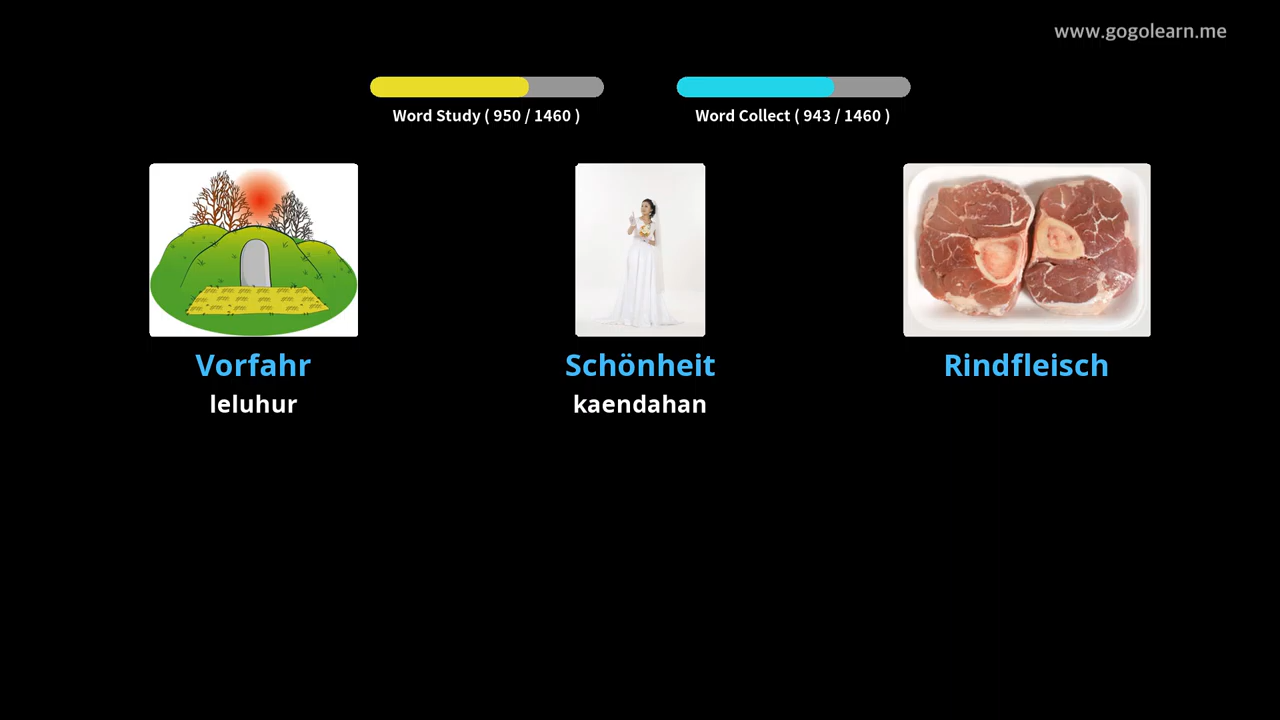 www.gogolearn.me
Word Study ( 950 / 1460 )
Word Collect ( 943 / 1460 )
Vorfahr
leluhur
Schönheit
kaendahan
Rindfleisch